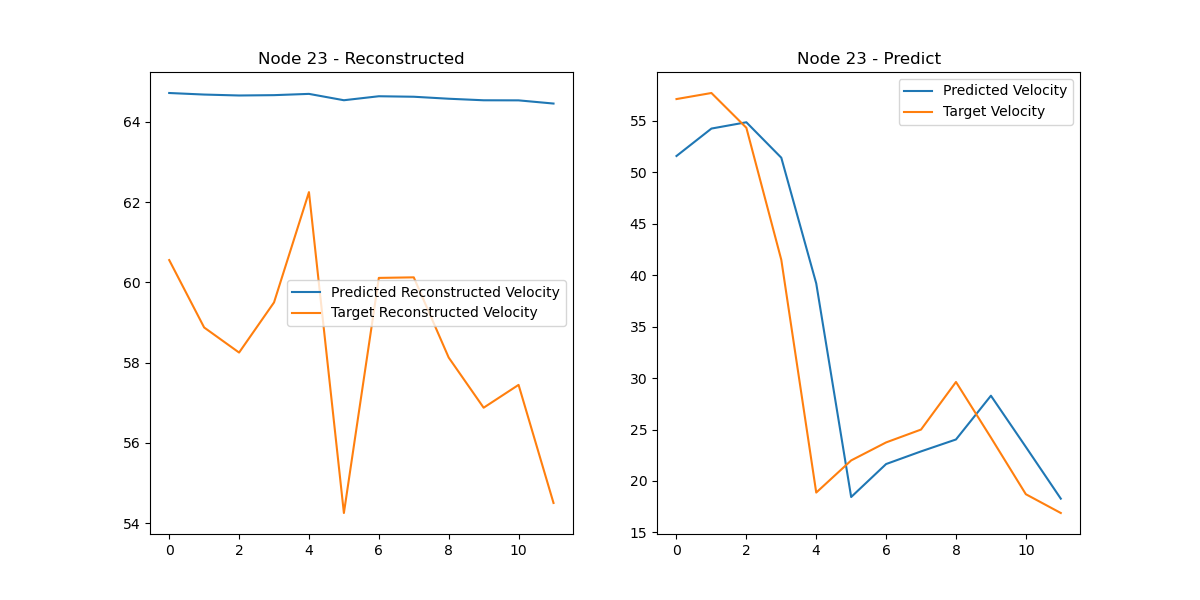 Node 23 - Reconstructed
64
62
60
58
56
54
0 2 4 6 8 10
Predicted Reconstructed Velocity
Target Reconstructed Velocity
Node 23 - Predict
55
50
45
40
35
30
25
20
15
0 2 4 6 8 10
Predicted Velocity
Target Velocity